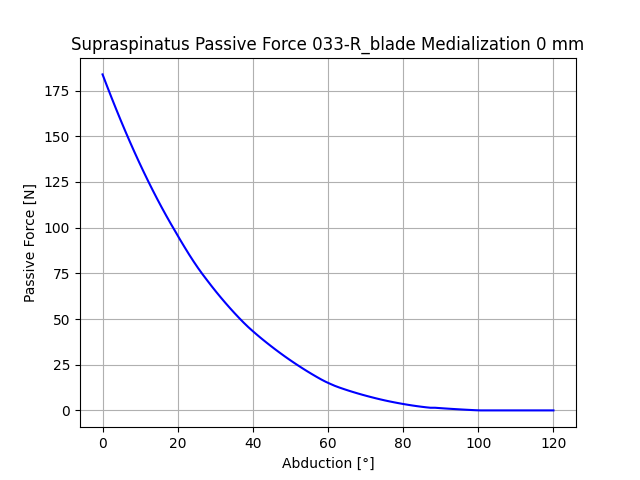 Supraspinatus Passive Force 033-R_blade Medialization 0 mm
Passive Force [N]
175
150
125
100
75
50
25
0
0 20 40 60 80 100 120
Abduction [°]